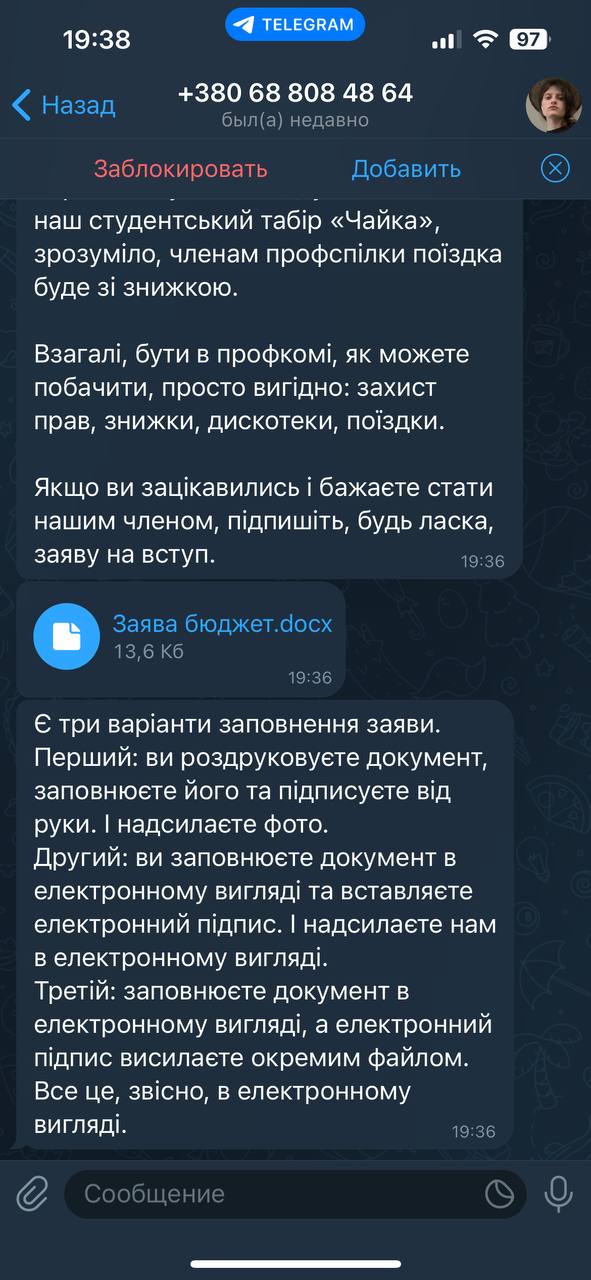 19:38
TELEGRAM
97
Назад
+380 68 808 48 64
был(а) недавно
Заблокировать
Добавить
наш студентський табір «Чайка»,
зрозуміло, членам профспілки поїздка
буде зі знижкою.
Взагалі, бути в профкомі, як можете
побачити, просто вигідно: захист
прав, знижки, дискотеки, поїздки.
Якщо ви зацікавились і бажаєте стати
нашим членом, підпишіть, будь ласка,
заяву на вступ.
19:36
Заява бюджет.docx
13,6 Кб
19:36
Є три варіанти заповнення заяви.
Перший: ви роздруковуєте документ,
заповнюєте його та підписуєте від
руки. І надсилаєте фото.
Другий: ви заповнюєте документ в
електронному вигляді та вставляєте
електронний підпис. І надсилаєте нам
в електронному вигляді.
Третій: заповнюєте документ в
електронному вигляді, а електронний
підпис висилаєте окремим файлом.
Все це, звісно, в електронному
вигляді.
19:36
Сообщение